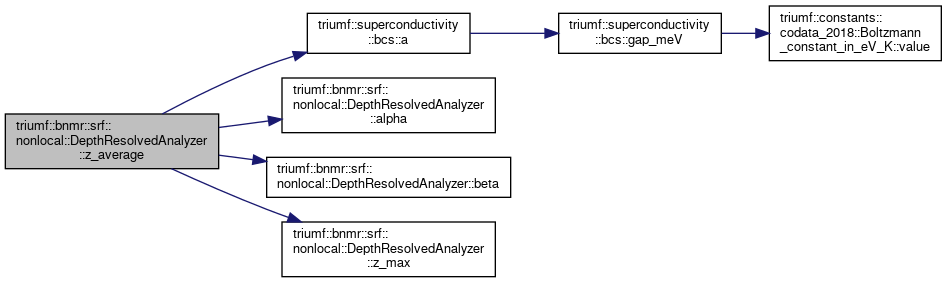 triumf::bnmr::srf::
nonlocal::DepthResolvedAnalyzer
::z_average
triumf::superconductivity
::bcs::a
triumf::superconductivity
::bcs::gap_meV
triumf::constants::
codata_2018::Boltzmann
_constant_in_eV_K::value
triumf::bnmr::srf::
nonlocal::DepthResolvedAnalyzer
::alpha
triumf::bnmr::srf::
nonlocal::DepthResolvedAnalyzer::beta
triumf::bnmr::srf::
nonlocal::DepthResolvedAnalyzer
::z_max